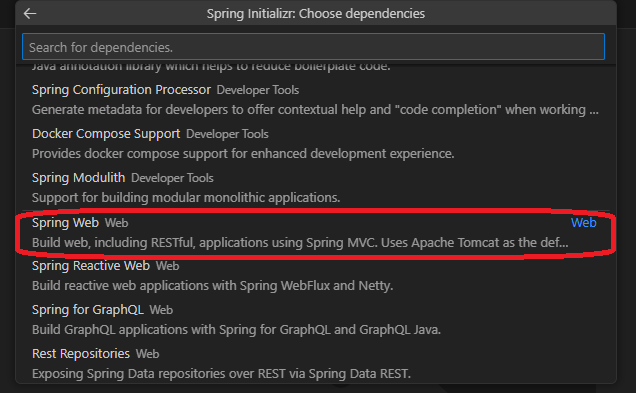 Spring Initializr: Choose dependencies
Search for dependencies.
Java annotation library which helps to reduce boilerplate code.
Spring Configuration Processor Developer Tools
Generate metadata for developers to offer contextual help and "code completion" when working ...
Docker Compose Support Developer Tools
Provides docker compose support for enhanced development experience.
Spring Modulith Developer Tools
Support for building modular monolithic applications.
Spring Web Web Web
Build web, including RESTful, applications using Spring MVC. Uses Apache Tomcat as the def...
Spring Reactive Web Web
Build reactive web applications with Spring WebFlux and Netty.
Spring for GraphQL Web
Build GraphQL applications with Spring for GraphQL and GraphQL Java.
Rest Repositories Web
Exposing Spring Data repositories over REST via Spring Data REST.